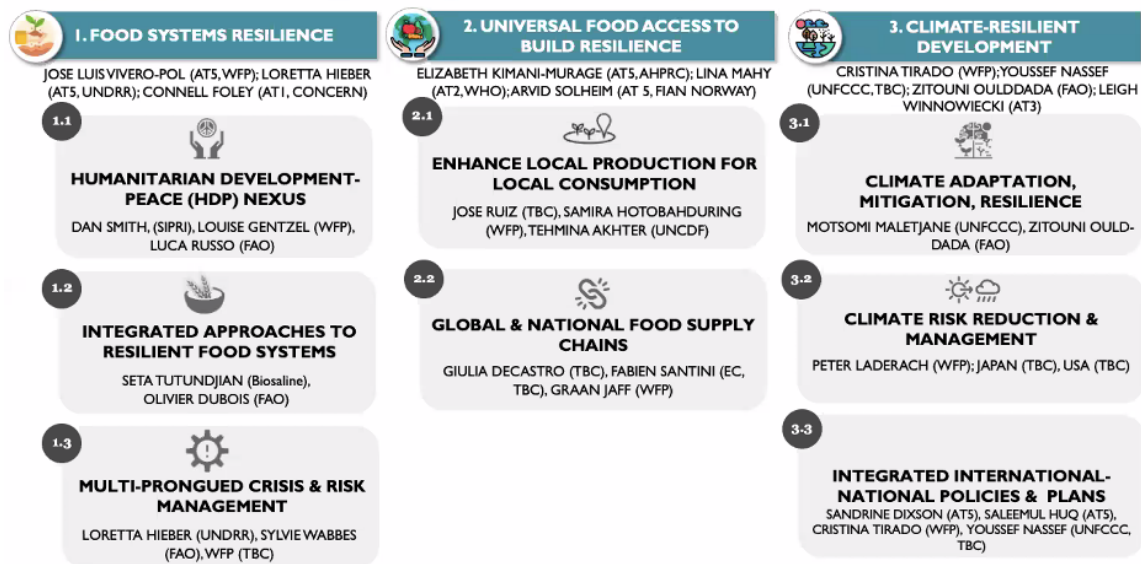 1. FOOD SYSTEMS RESILIENCE
JOSE LUIS VIVERO-POL (AT5, WFP); LORETTA HIEBER
(AT5, UNDRR); CONNELL FOLEY (AT1, CONCERN)
1.1
HUMANITARIAN DEVELOPMENT-
PEACE (HDP) NEXUS
DAN SMITH, (SIPRI), LOUISE GENTZEL (WFP),
LUCA RUSSO (FAO)
1.2
INTEGRATED APPROACHES TO
RESILIENT FOOD SYSTEMS
SETA TUTUNDJIAN (Biosaline),
OLIVIER DUBOIS (FAO)
1.3
MULTI-PRONGUED CRISIS & RISK
MANAGEMENT
LORETTA HIEBER (UNDRR), SYLVIE WABBES
(FAO), WFP (TBC)
2. UNIVERSAL FOOD ACCESS TO
BUILD RESILIENCE
ELIZABETH KIMANI-MURAGE (AT5, AHPRC); LINA MAHY
(AT2, WHO); ARVID SOLHEIM (AT 5, FIAN NORWAY)
2.1
ENHANCE LOCAL PRODUCTION FOR
LOCAL CONSUMPTION
JOSE RUIZ (TBC), SAMIRA HOTOBAHDURING
(WFP), TEHMINA AKHTER (UNCDF)
2.2
GLOBAL & NATIONAL FOOD SUPPLY
CHAINS
GIULIA DECASTRO (TBC), FABIEN SANTINI (EC,
TBC), GRAAN JAFF (WFP)
3. CLIMATE-RESILIENT
DEVELOPMENT
CRISTINA TIRADO (WFP); YOUSSEF NASSEF
(UNFCCC, TBC); ZITOUNI OULDDADA (FAO); LEIGH
WINNOWIECKI (AT3)
3.1
CLIMATE ADAPTATION,
MITIGATION, RESILIENCE
MOTSOMI MALETJANE (UNFCCC), ZITOUNI OULD-
DADA (FAO)
3.2
CLIMATE RISK REDUCTION &
MANAGEMENT
PETER LADERACH (WFP); JAPAN (TBC), USA (TBC)
3.3
INTEGRATED INTERNATIONAL-
NATIONAL POLICIES & PLANS
SANDRINE DIXSON (AT5), SALEEMUL HUQ (AT5),
CRISTINA TIRADO (WFP), YOUSSEF NASSEF (UNFCCC,
TBC)